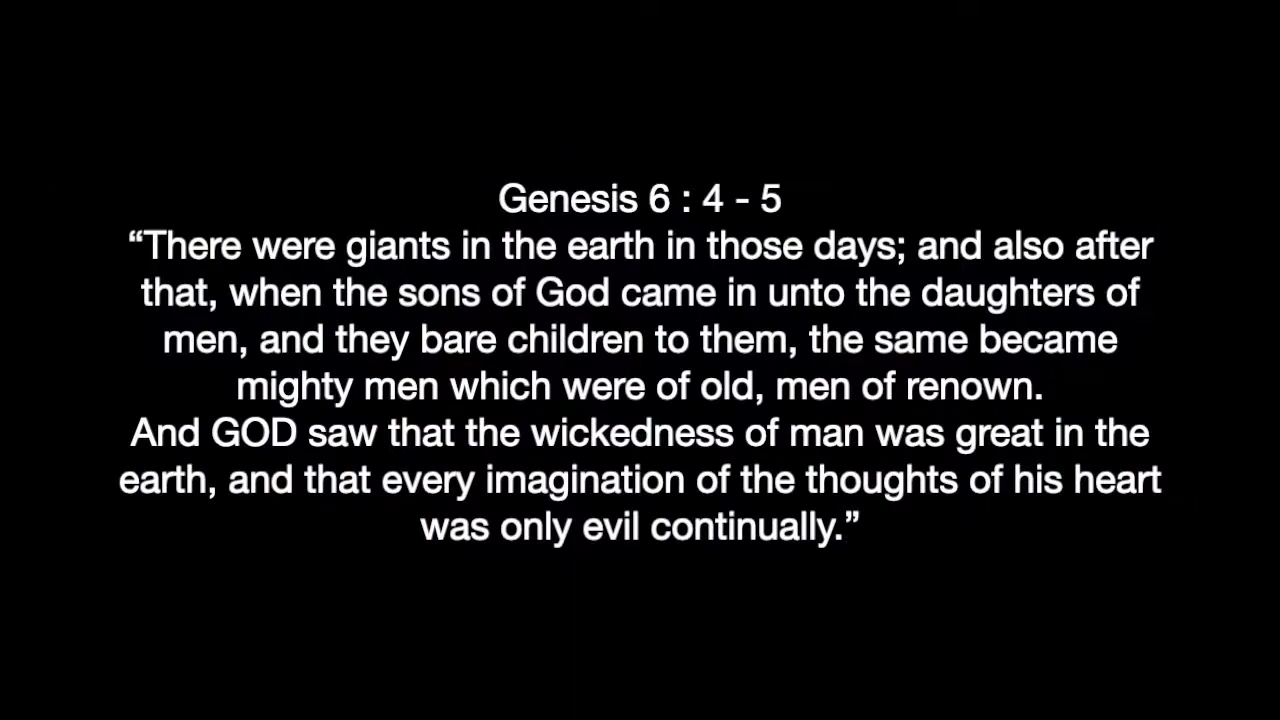 Genesis 6 : 4 - 5
“There were giants in the earth in those days; and also after
that, when the sons of God came in unto the daughters of
men, and they bare children to them, the same became
mighty men which were of old, men of renown.
And GOD saw that the wickedness of man was great in the
earth, and that every imagination of the thoughts of his heart
was only evil continually.”